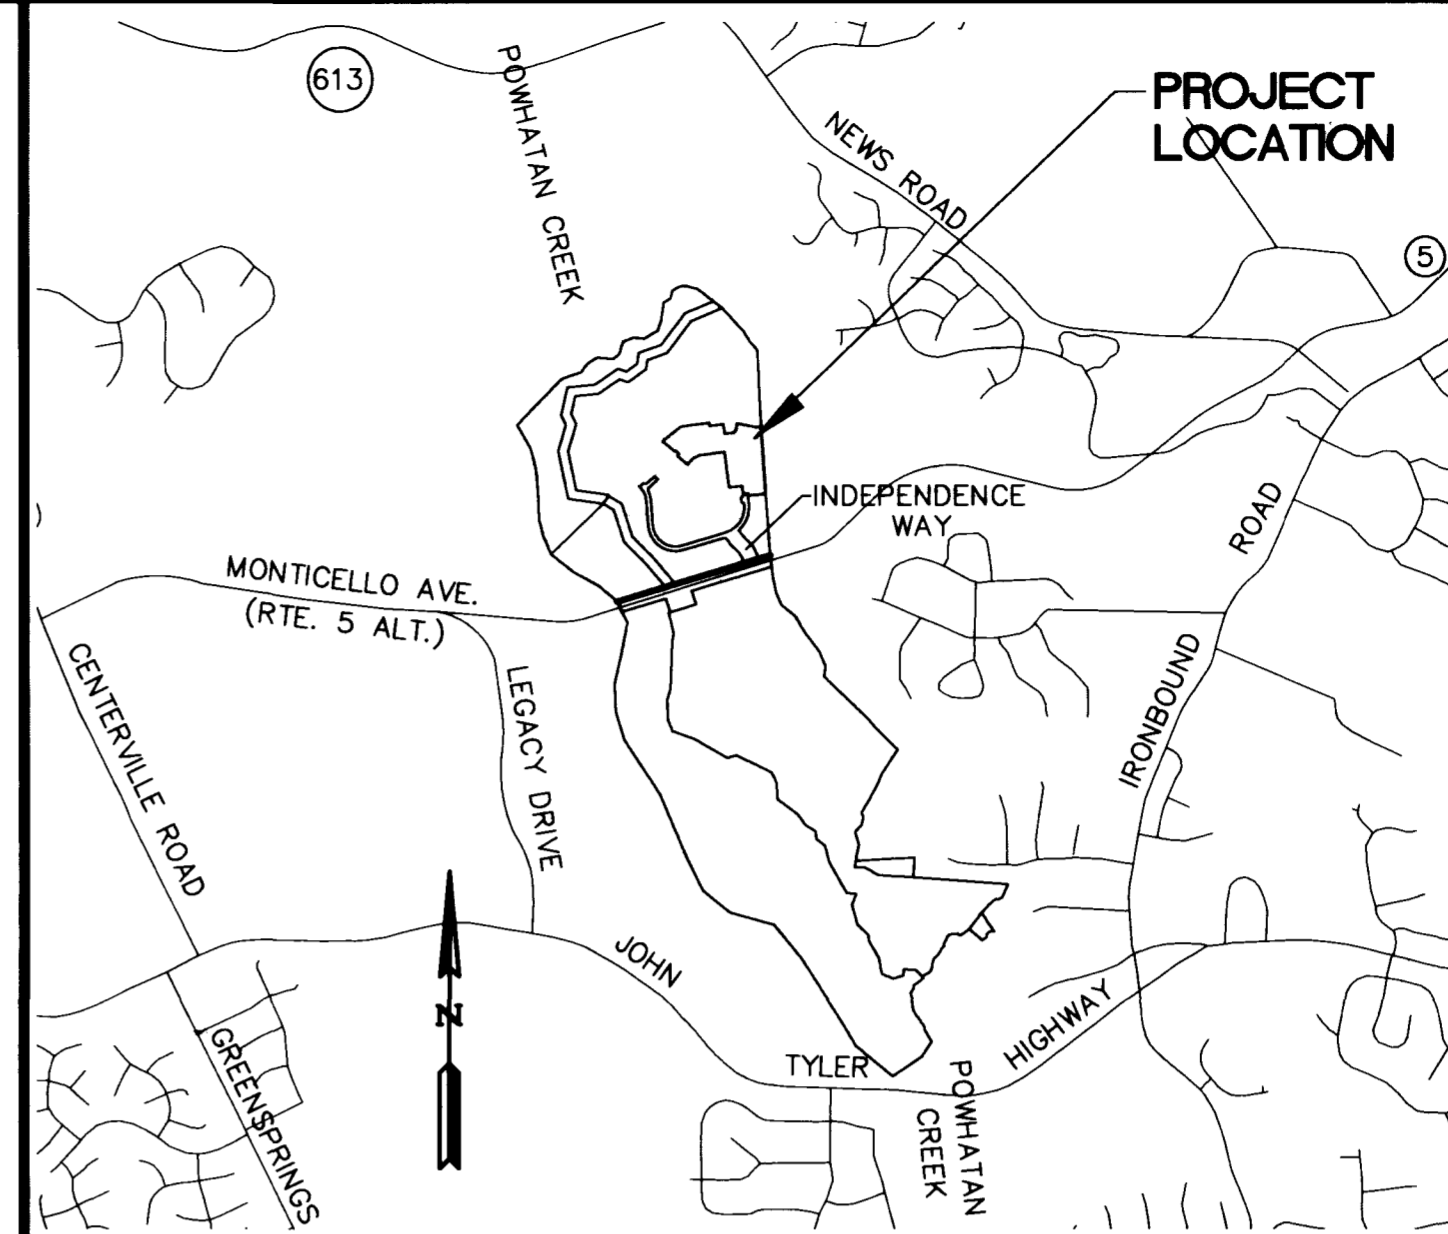 613
POWHATAN CREEK
PROJECT
LOCATION
NEWS ROAD
5
INDEPENDENCE
WAY
MONTICELLO AVE.
(RTE. 5 ALT.)
CENTERVILLE ROAD
LEGACY DRIVE
IRONBOUND ROAD
JOHN TYLER HIGHWAY
N
GREENSPRINGS
POWHATAN
CREEK